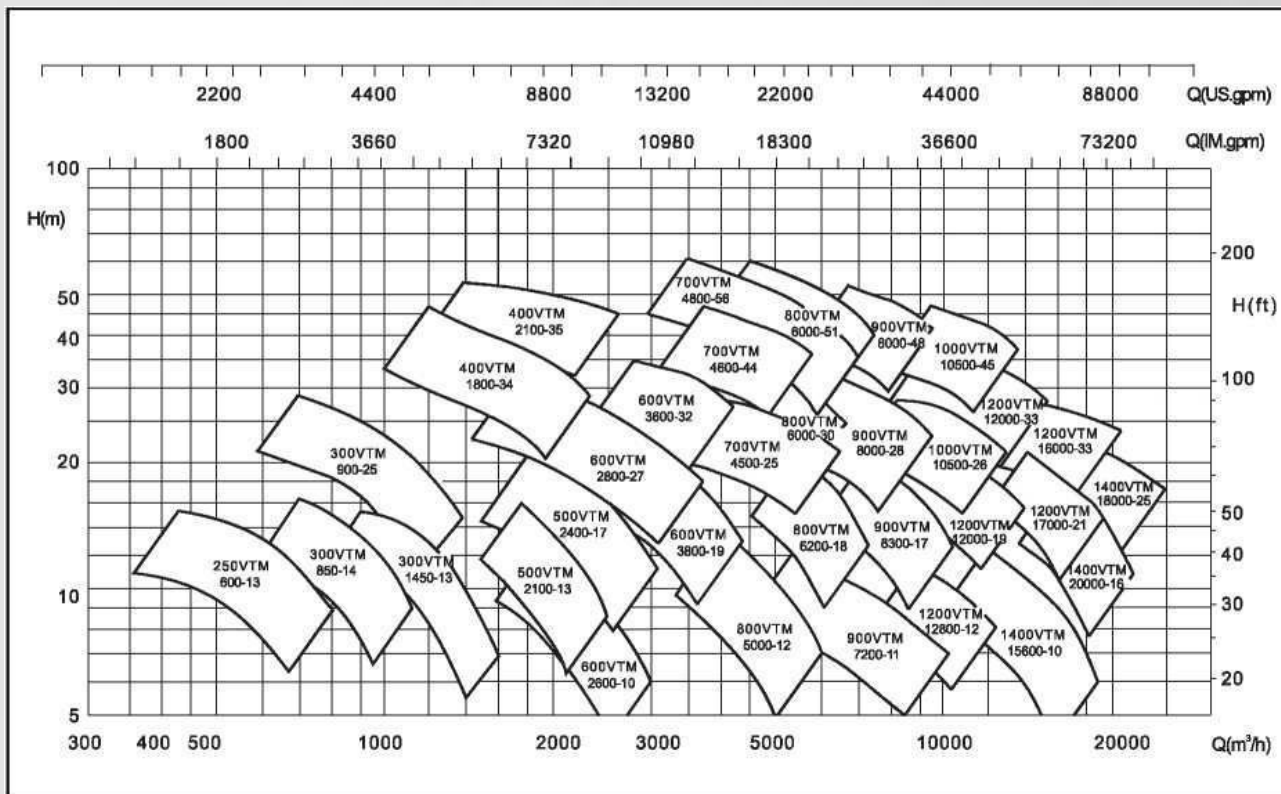 2200 4400 8800 13200 22000 44000 88000 Q(US.gpm)
1800 3660 7320 10980 18300 36600 73200 Q(IM.gpm)
100
H(m)
200
50
H(ft)
40
30
100
20
50
40
10
30
20
5
700VTM
4800-56
400VTM
2100-35
800VTM
6000-51
900VTM
6000-48
1000VTM
10500-45
400VTM
1800-34
700VTM
4600-44
600VTM
3600-32
1200VTM
12000-33
300VTM
900-25
600VTM
2800-27
700VTM
4500-25
800VTM
6000-30
900VTM
8000-28
1000VTM
10500-26
1200VTM
16000-33
1400VTM
18000-25
500VTM
2400-17
600VTM
3800-19
800VTM
6200-18
900VTM
8300-17
1200VTM
12000-19
1200VTM
17000-21
250VTM
600-13
300VTM
850-14
300VTM
1450-13
500VTM
2100-13
1400VTM
20000-16
600VTM
2600-10
800VTM
5000-12
900VTM
7200-11
1200VTM
12800-12
1400VTM
15600-10
300 400 500 1000 2000 3000 5000 10000 20000 Q(m³/h)